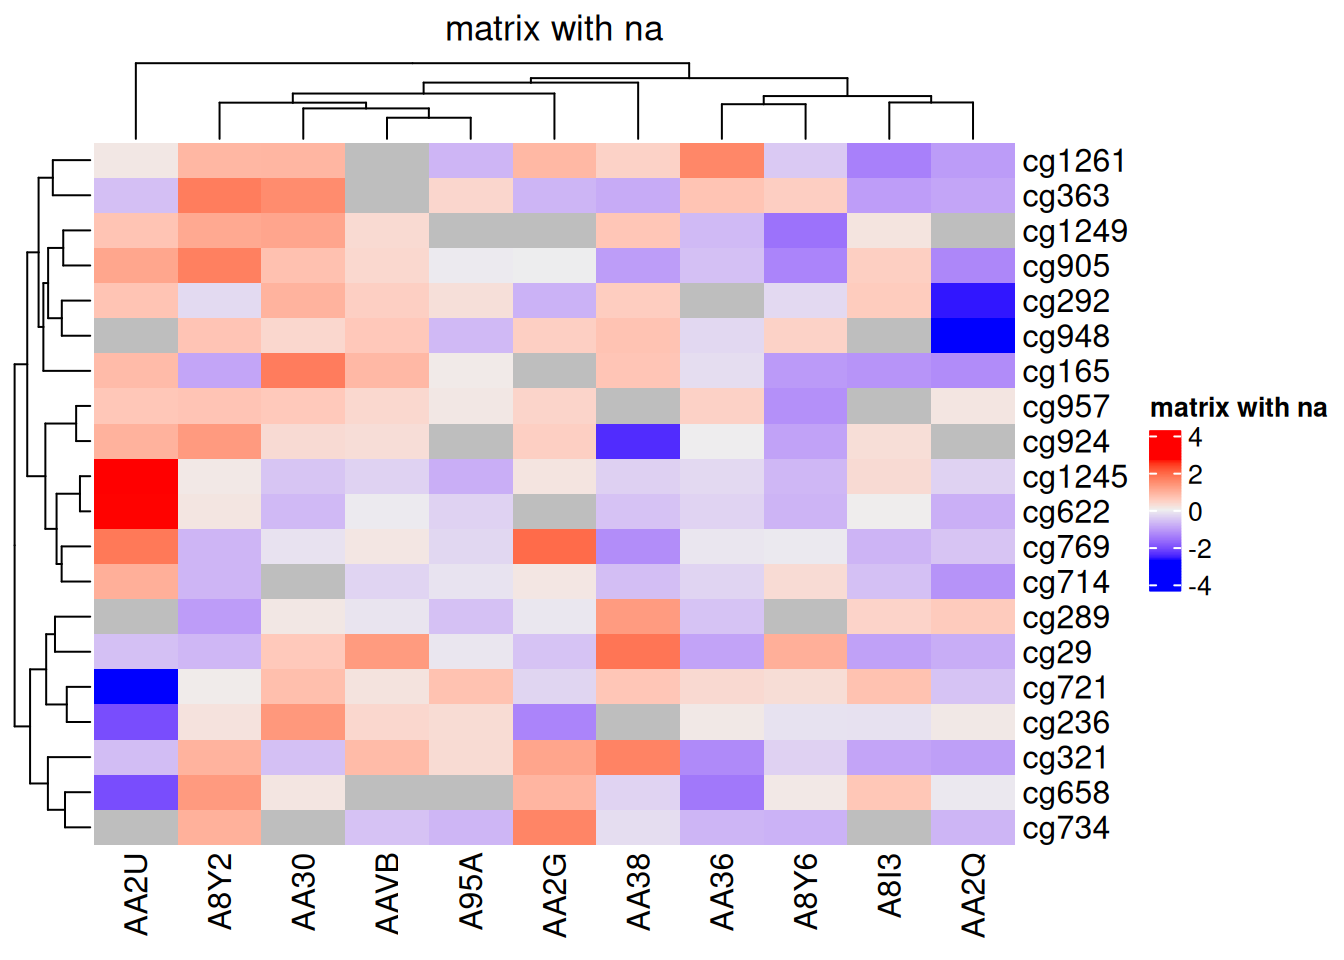 matrix with na
cg1261
cg363
cg1249
cg905
cg292
cg948
cg165
cg957
cg924
cg1245
cg622
cg769
cg714
cg289
cg29
cg721
cg236
cg321
cg658
cg734
AA2U
A8Y2
AA30
AAVB
A95A
AA2G
AA38
AA36
A8Y6
A8I3
AA2Q
matrix with na
4
2
0
-2
-4